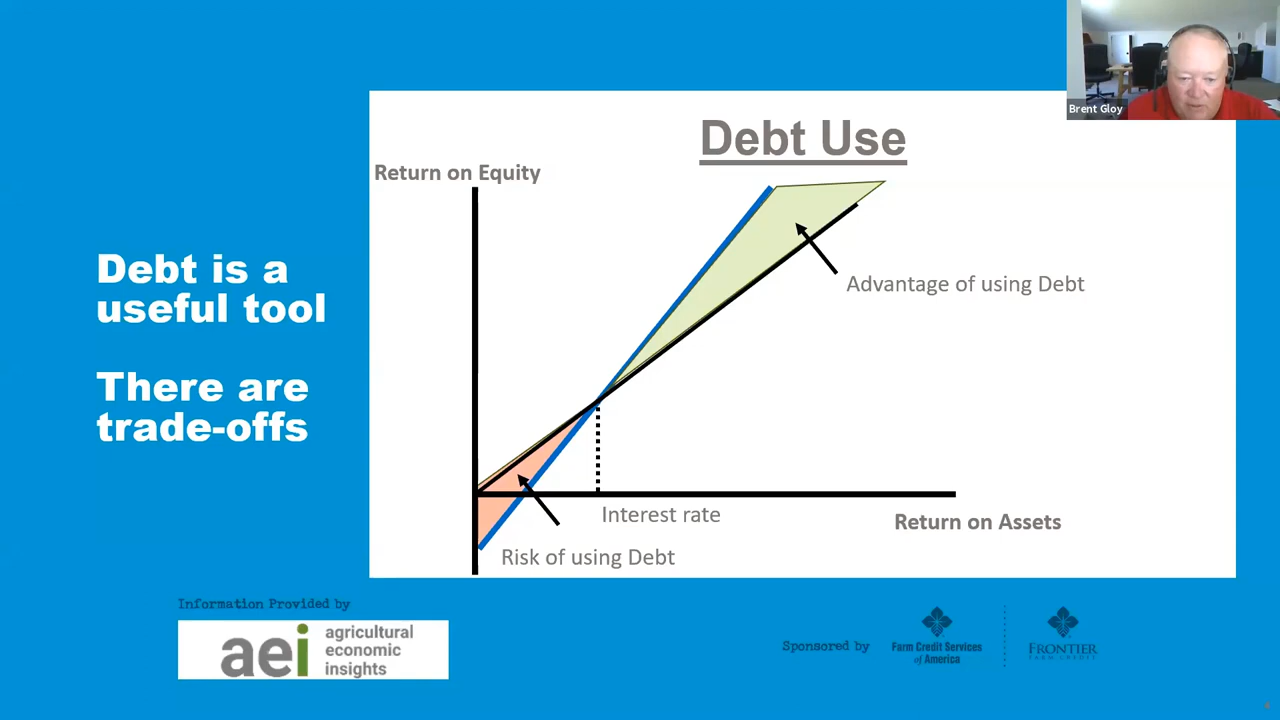 Brent Gloy
Debt Use
Return on Equity
Debt is a
useful tool
There are
trade-offs
Advantage of using Debt
Interest rate
Return on Assets
Risk of using Debt
Information Provided by
aei
agricultural
economic
insights
Sponsored by
Farm Credit Services
of America
FRONTIER
FARM CREDIT